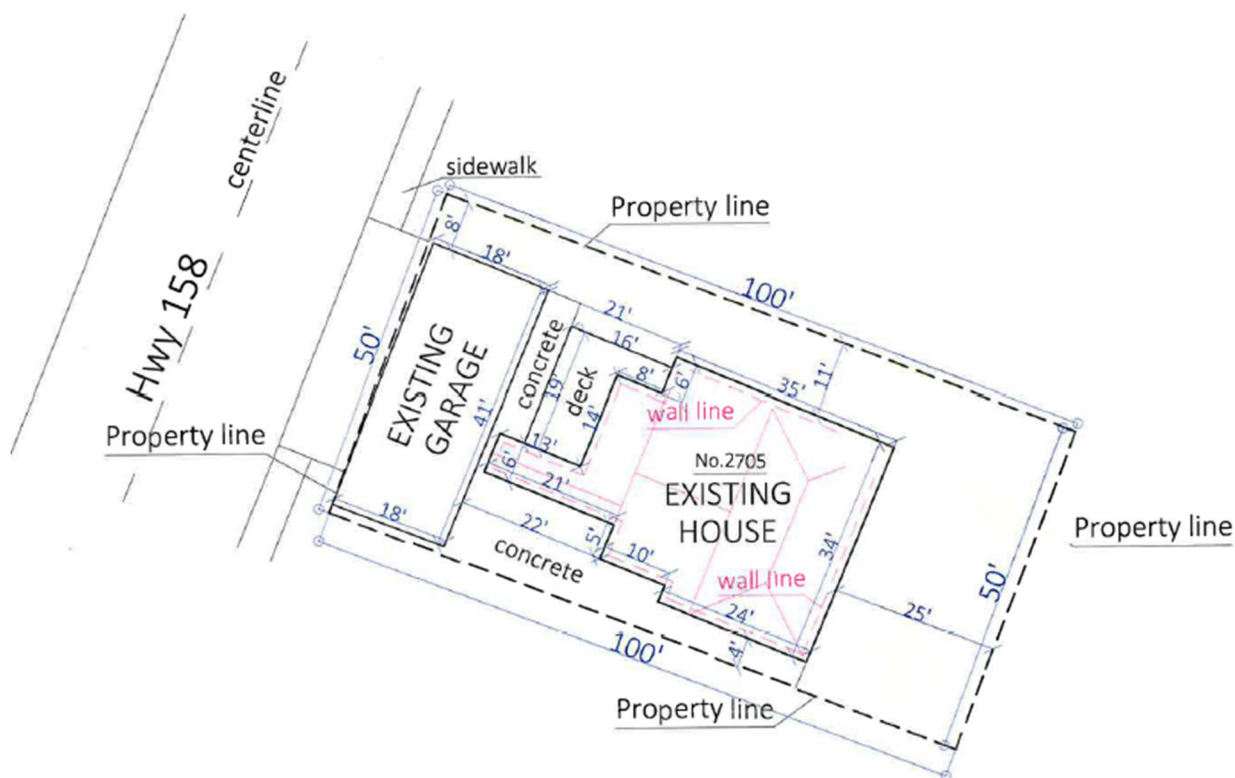 sidewalk
centerline
Hwy 158
Property line
8'
18'
100'
21'
16'
50'
EXISTING
GARAGE
41'
concrete
19'
deck
8'
6'
14'
35'
11'
wall line
Property line
13'
6'
21'
No.2705
EXISTING
HOUSE
18'
22'
concrete
5'
10'
34'
wall line
24'
4'
25'
50'
Property line
100'
Property line